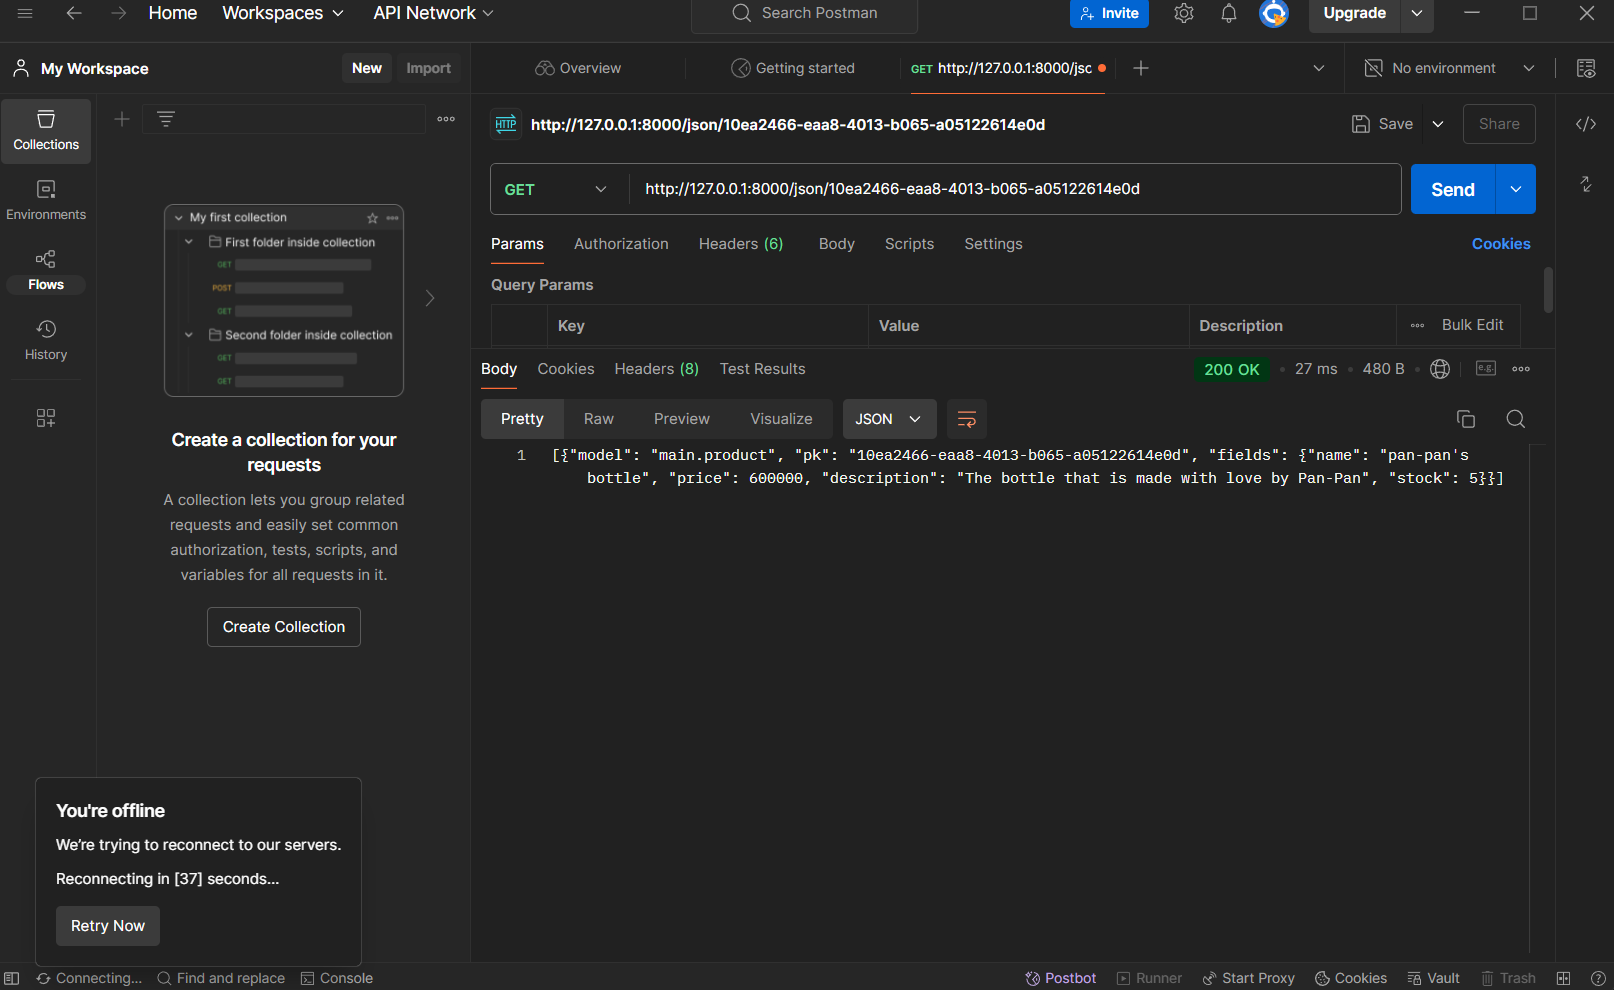 Home Workspaces API Network Search Postman Invite Upgrade
My Workspace New Import Overview Getting started GET http://127.0.0.1:8000/jsc No environment
Collections
Environments
Flows
History
My first collection
First folder inside collection
GET
POST
GET
Second folder inside collection
GET
GET
Create a collection for your
requests
A collection lets you group related
requests and easily set common
authorization, tests, scripts, and
variables for all requests in it.
Create Collection
HTTP http://127.0.0.1:8000/json/10ea2466-eaa8-4013-b065-a05122614e0d Save Share
GET http://127.0.0.1:8000/json/10ea2466-eaa8-4013-b065-a05122614e0d Send
Params Authorization Headers (6) Body Scripts Settings Cookies
Query Params
Key Value Description Bulk Edit
Body Cookies Headers (8) Test Results 200 OK 27 ms 480 B e.g.
Pretty Raw Preview Visualize JSON
1 [{"model": "main.product", "pk": "10ea2466-eaa8-4013-b065-a05122614e0d", "fields": {"name": "pan-pan's
bottle", "price": 600000, "description": "The bottle that is made with love by Pan-Pan", "stock": 5}}]
You're offline
We're trying to reconnect to our servers.
Reconnecting in [37] seconds...
Retry Now
Connecting... Find and replace Console Postbot Runner Start Proxy Cookies Vault Trash